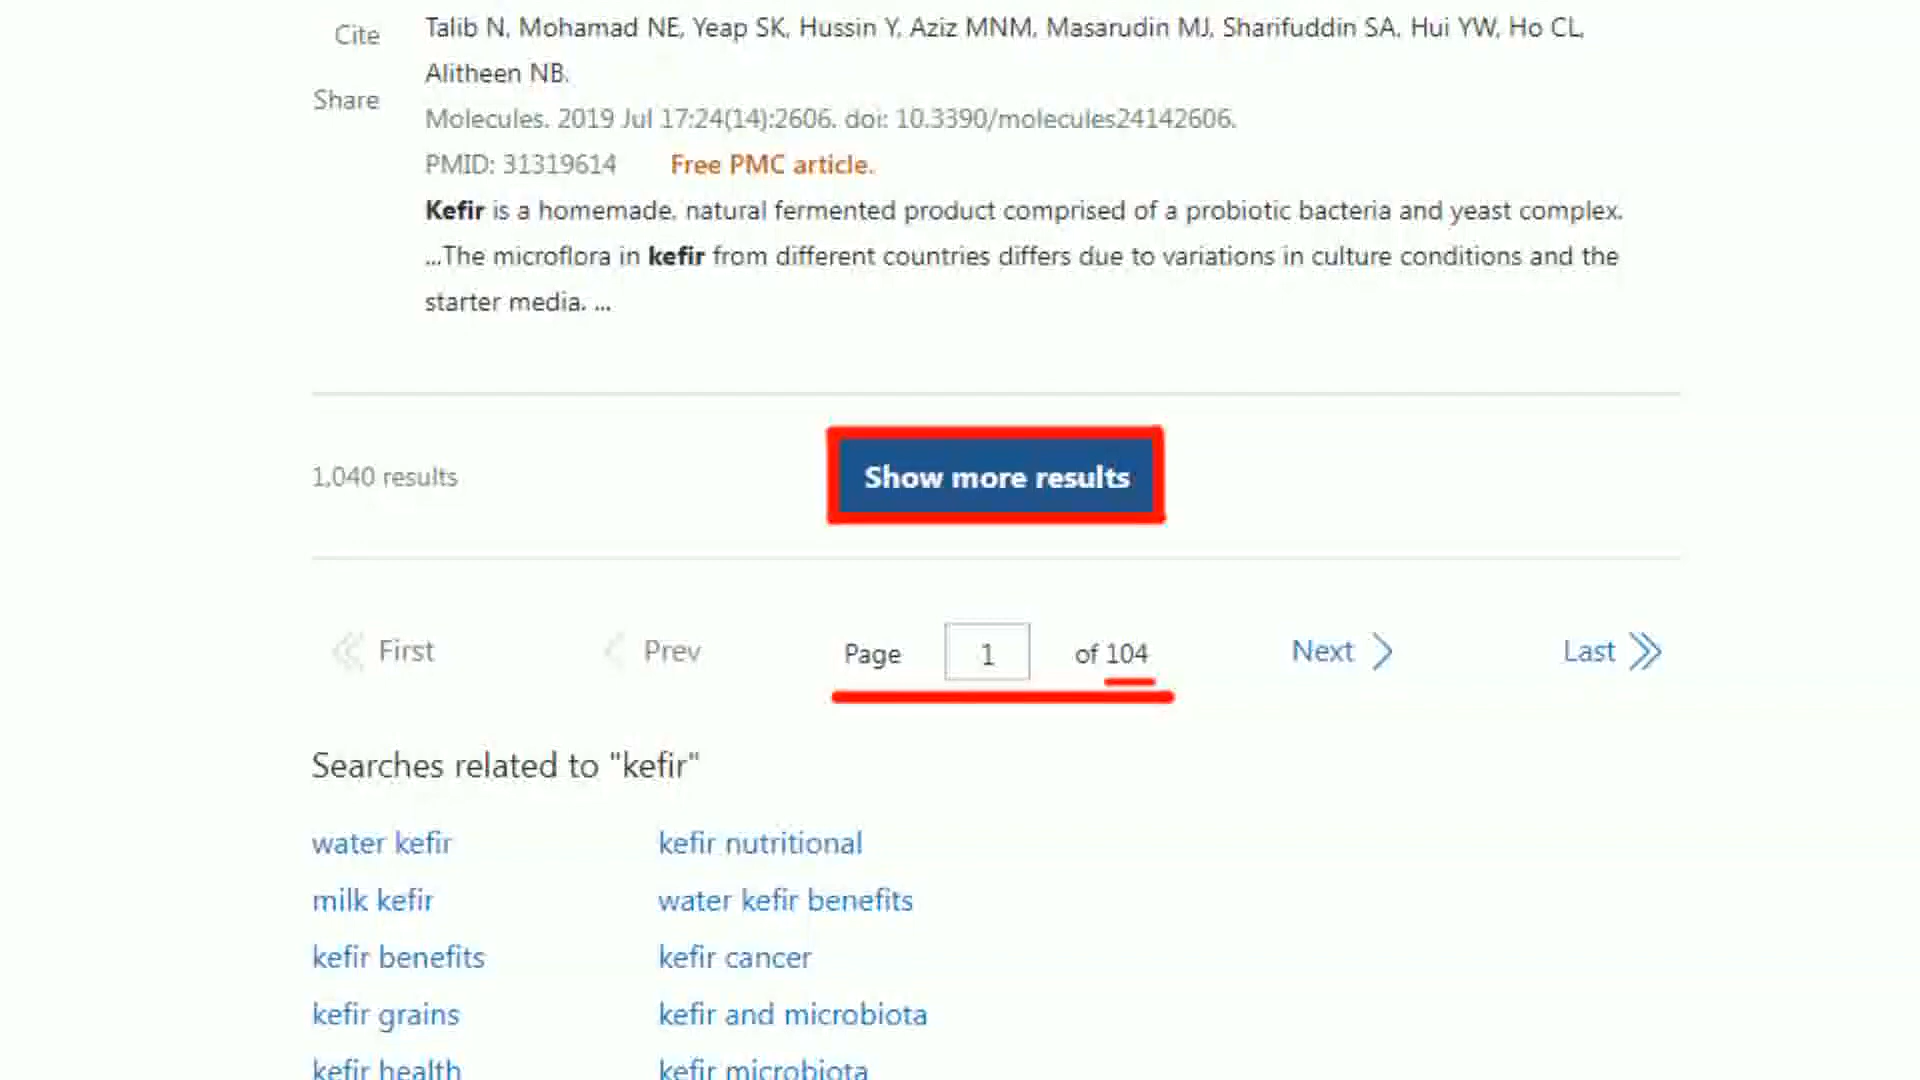 Cite
Share
Talib N, Mohamad NE, Yeap SK, Hussin Y, Aziz MNM, Masarudin MJ, Sharifuddin SA, Hui YW, Ho CL,
Alitheen NB.
Molecules. 2019 Jul 17;24(14):2606. doi: 10.3390/molecules24142606.
PMID: 31319614 Free PMC article.
Kefir is a homemade, natural fermented product comprised of a probiotic bacteria and yeast complex.
...The microflora in kefir from different countries differs due to variations in culture conditions and the
starter media. ...
1,040 results
Show more results
First Prev Page 1 of 104 Next Last
Searches related to "kefir"
water kefir kefir nutritional
milk kefir water kefir benefits
kefir benefits kefir cancer
kefir grains kefir and microbiota
kefir health kefir microbiota